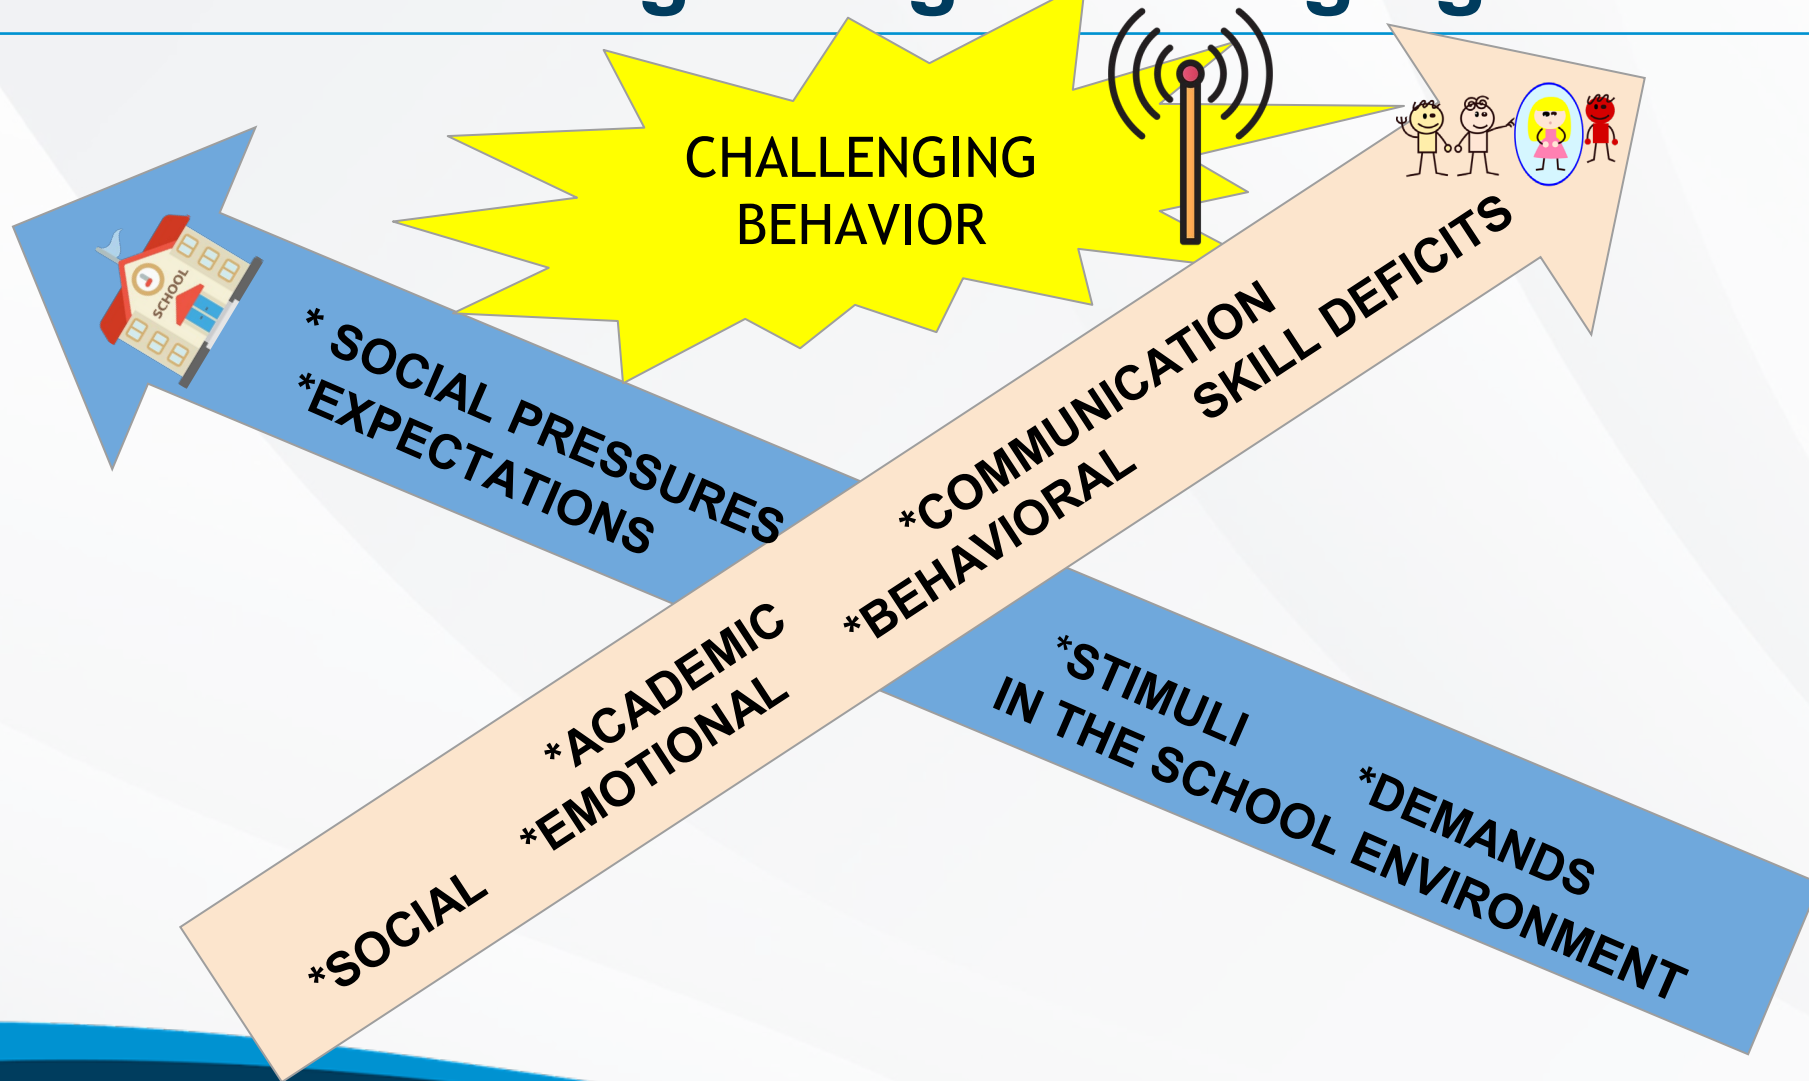 CHALLENGING
BEHAVIOR
SCHOOL
* SOCIAL PRESSURES
*EXPECTATIONS
*STIMULI *DEMANDS
IN THE SCHOOL ENVIRONMENT
*ACADEMIC *COMMUNICATION
*SOCIAL *EMOTIONAL *BEHAVIORAL SKILL DEFICITS